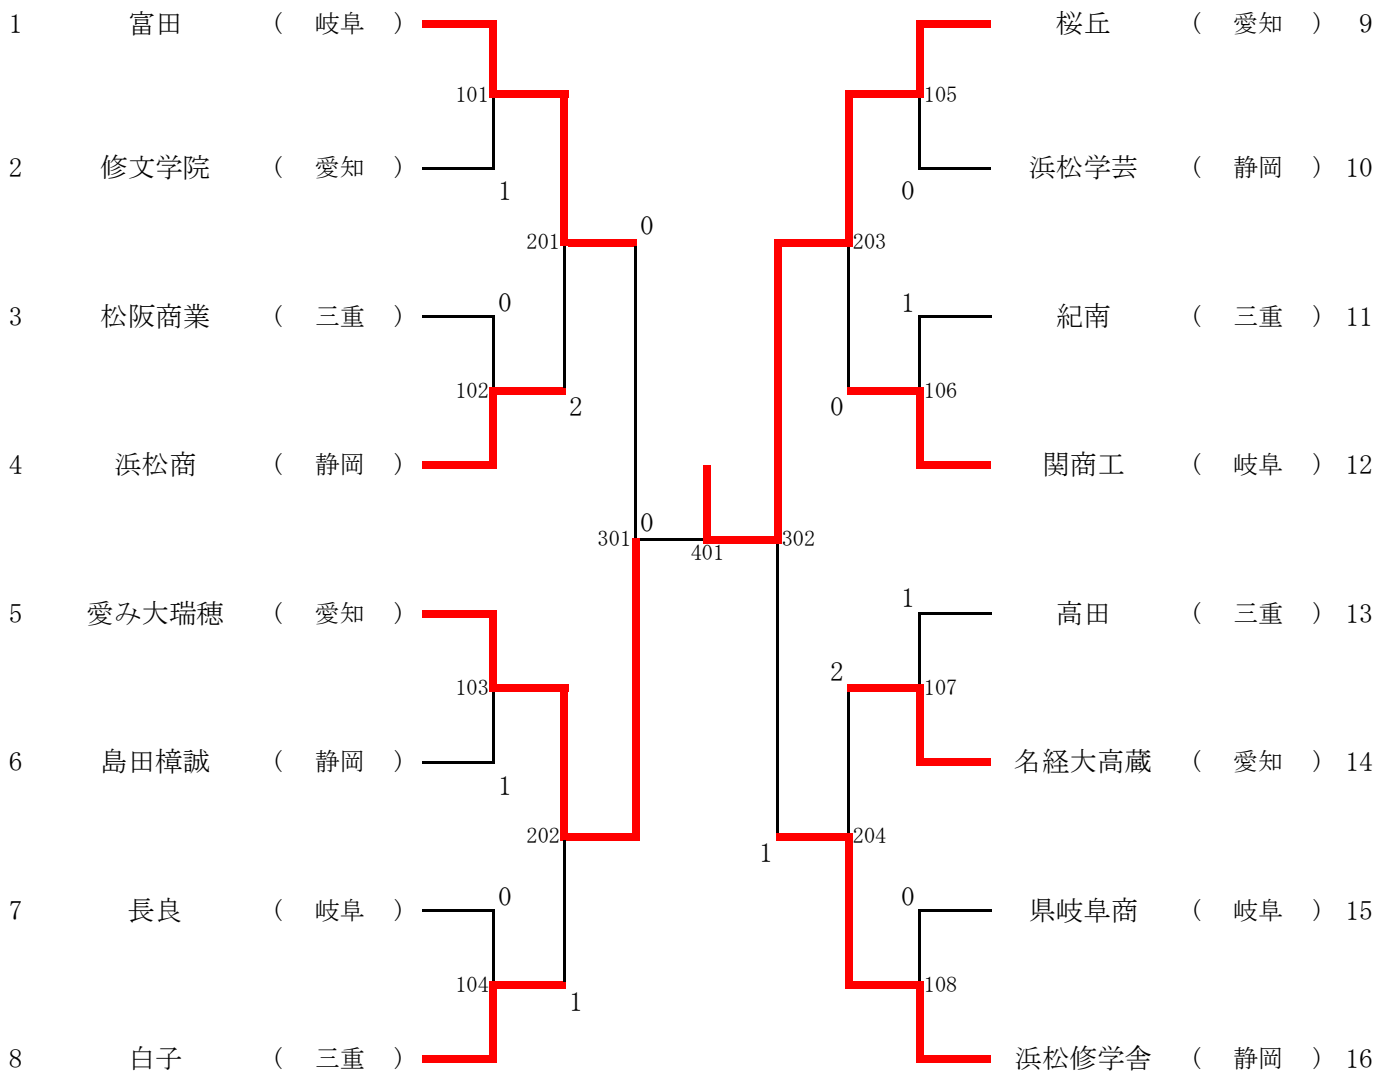 1 富田 ( 岐阜 ) 桜丘 ( 愛知 ) 9
101 105
2 修文学院 ( 愛知 ) 浜松学芸 ( 静岡 ) 10
1 0
0
201 203
3 松阪商業 ( 三重 ) 0 1 紀南 ( 三重 ) 11
102 106
2 0
4 浜松商 ( 静岡 ) 関商工 ( 岐阜 ) 12
0
301 401 302
5 愛み大瑞穂 ( 愛知 ) 1 高田 ( 三重 ) 13
2
103 107
6 島田樟誠 ( 静岡 ) 名経大高蔵 ( 愛知 ) 14
1
202 204
1
7 長良 ( 岐阜 ) 0 0 県岐阜商 ( 岐阜 ) 15
104 108
1
8 白子 ( 三重 ) 浜松修学舎 ( 静岡 ) 16